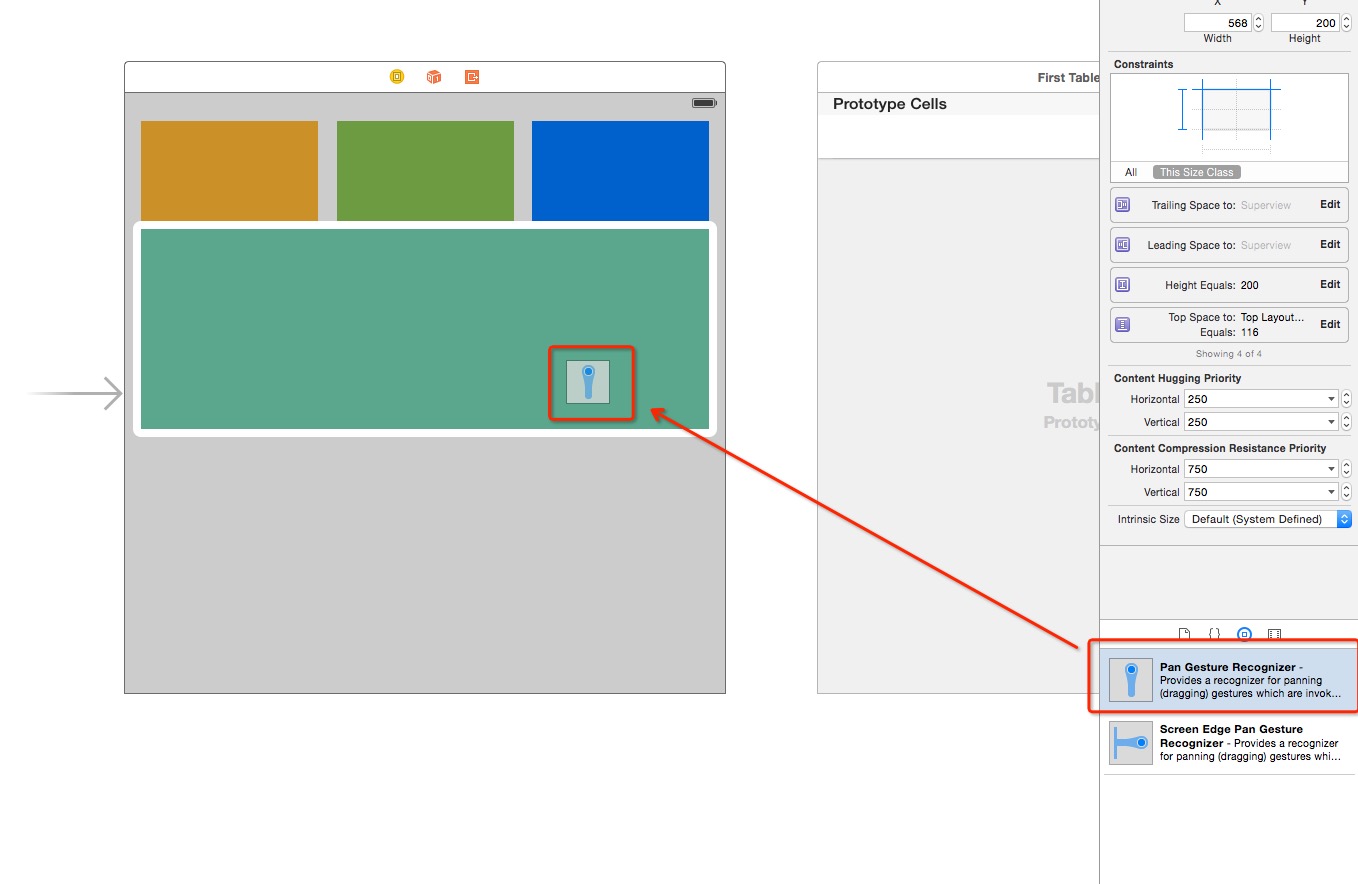 X Y
568 200
Width Height
Constraints
All This Size Class
Trailing Space to: Superview Edit
Leading Space to: Superview Edit
Height Equals: 200 Edit
Top Space to: Top Layout...
Equals: 116 Edit
Showing 4 of 4
Content Hugging Priority
Horizontal 250
Vertical 250
Content Compression Resistance Priority
Horizontal 750
Vertical 750
Intrinsic Size Default (System Defined)
First Table
Prototype Cells
Tabl
Prototy
{}
Pan Gesture Recognizer -
Provides a recognizer for panning
(dragging) gestures which are invok...
Screen Edge Pan Gesture
Recognizer - Provides a recognizer
for panning (dragging) gestures whi...